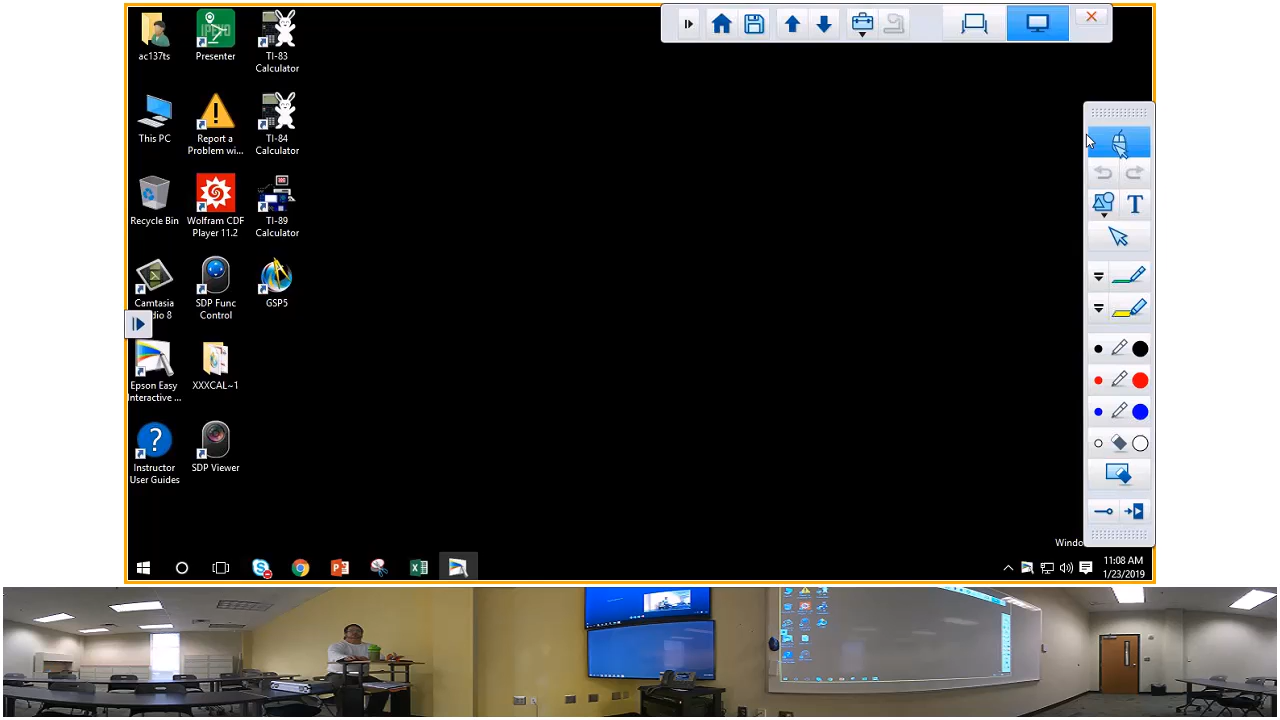 ac137ts
Presenter
TI-83
Calculator
This PC
Report a
Problem wi...
TI-84
Calculator
Recycle Bin
Wolfram CDF
Player 11.2
TI-89
Calculator
Camtasia
dio 8
SDP Func
Control
GSP5
Epson Easy
Interactive ...
XXXCAL~1
Instructor
User Guides
SDP Viewer
T
Windo
11:08 AM
1/23/2019